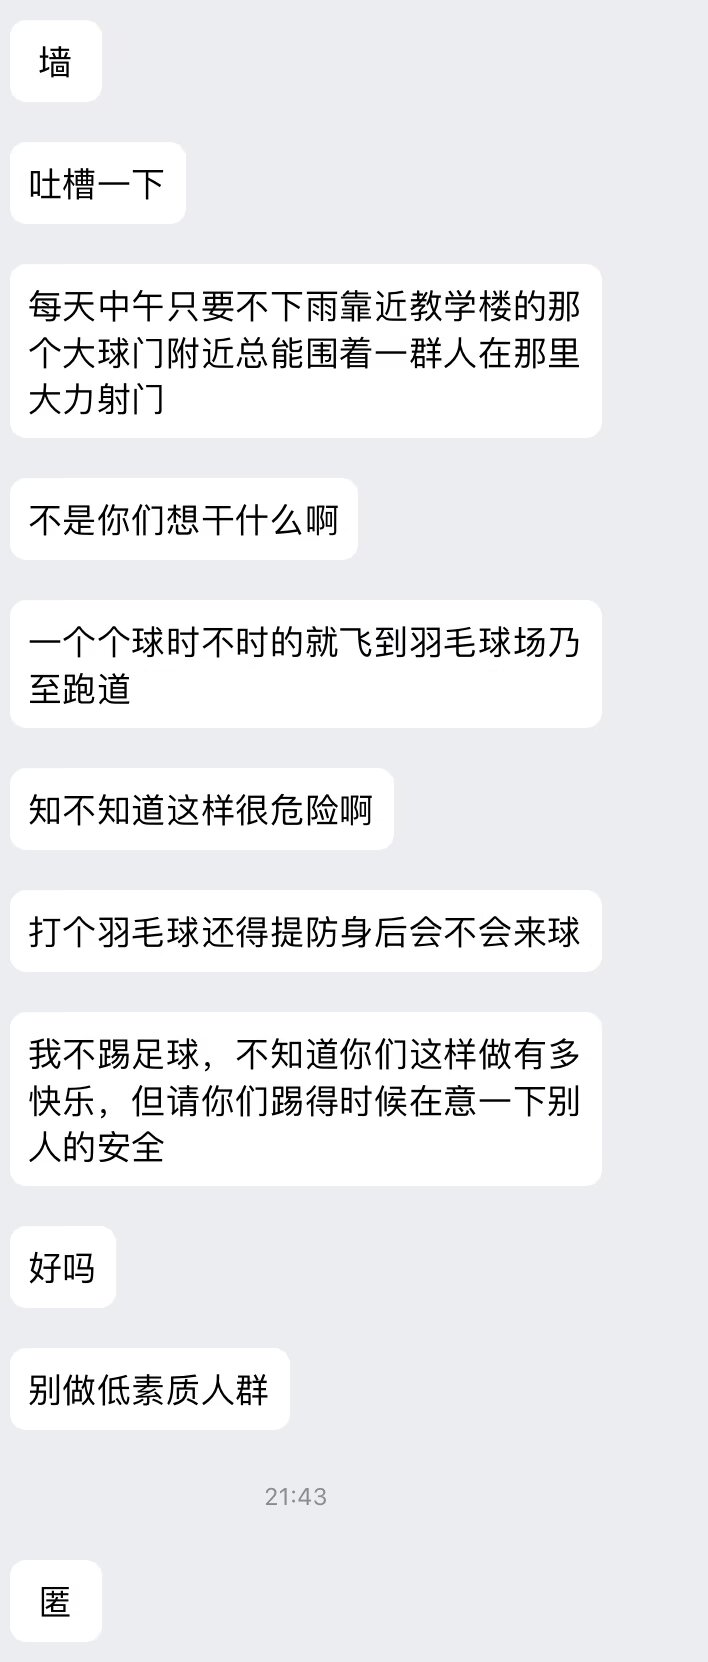 墙
吐槽一下
每天中午只要不下雨靠近教学楼的那
个大球门附近总能围着一群人在那里
大力射门
不是你们想干什么啊
一个个球时不时的就飞到羽毛球场乃
至跑道
知不知道这样很危险啊
打个羽毛球还得提防身后会不会来球
我不踢足球，不知道你们这样做有多
快乐，但请你们踢得时候在意一下别
人的安全
好吗
别做低素质人群
21:43
匿